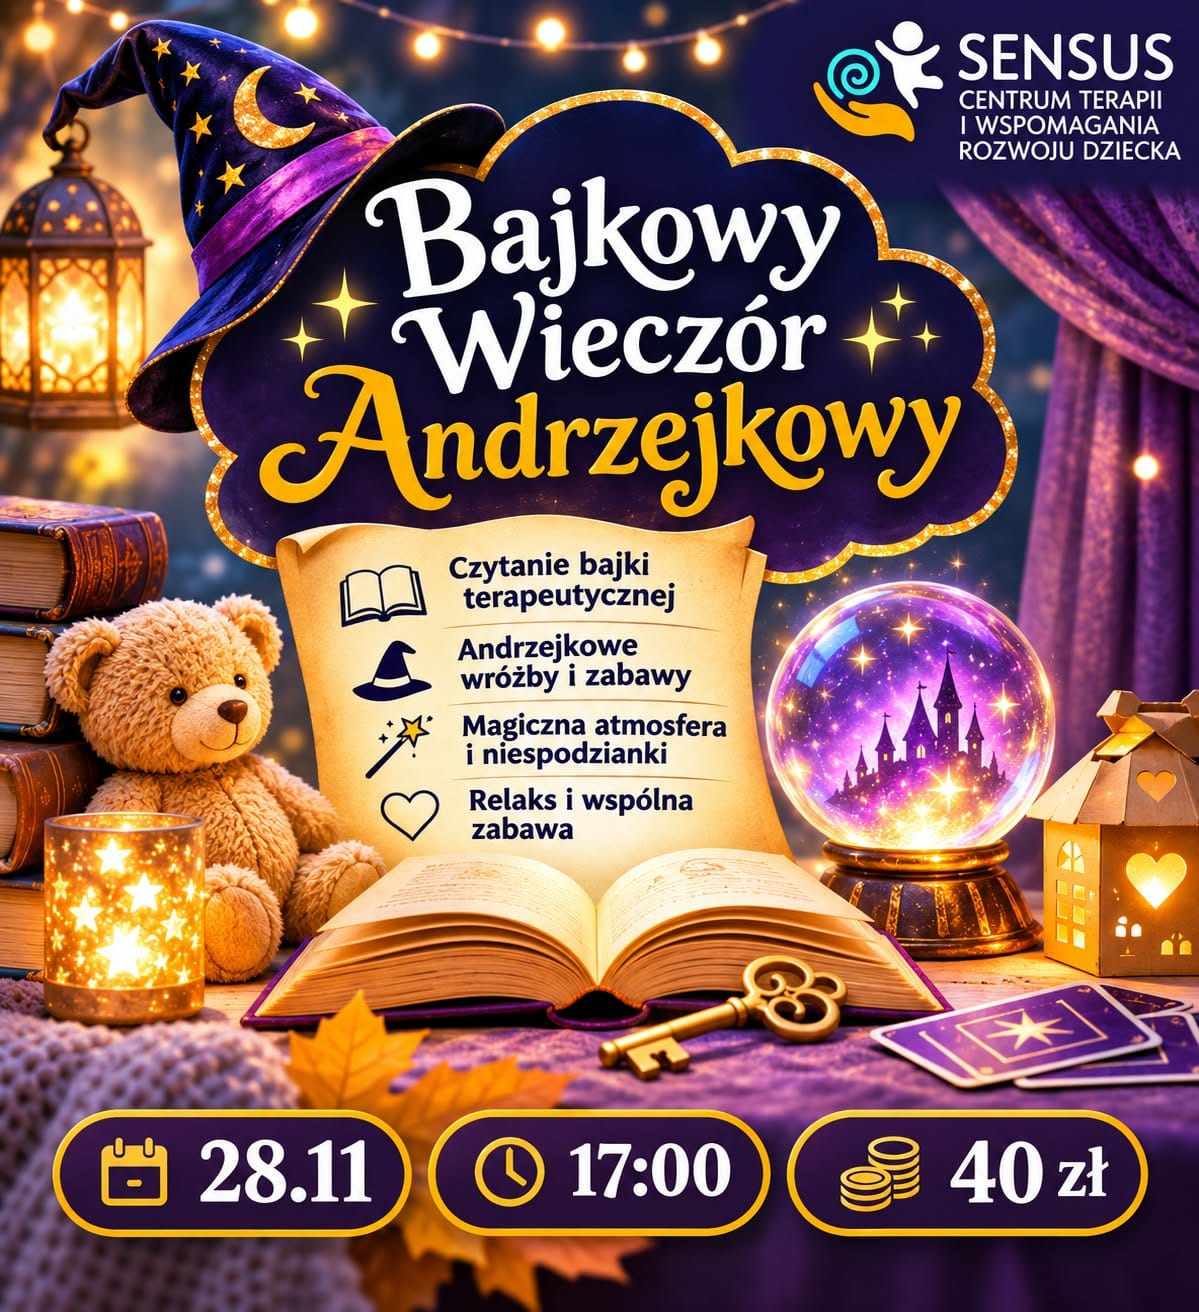 SENSUS
CENTRUM TERAPII
I WSPOMAGANIA
ROZWOJU DZIECKA
Bajkowy
Wieczór
Andrzejkowy
Czytanie bajki
terapeutycznej
Andrzejkowe
wróżby i zabawy
Magiczna atmosfera
i niespodzianki
Relaks i wspólna
zabawa
28.11
17:00
40 zł